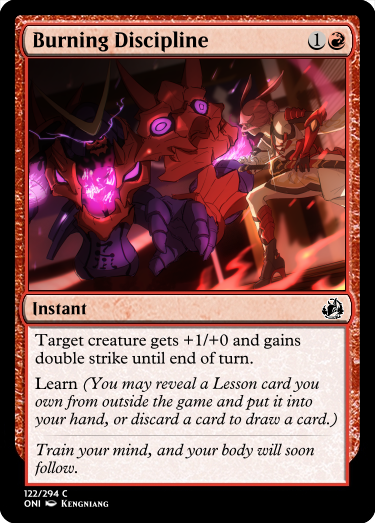 Burning Discipline 1
Instant
Target creature gets +1/+0 and gains
double strike until end of turn.
Learn (You may reveal a Lesson card you
own from outside the game and put it into
your hand, or discard a card to draw a card.)
Train your mind, and your body will soon
follow.
122/294 C
ONI Kengniang